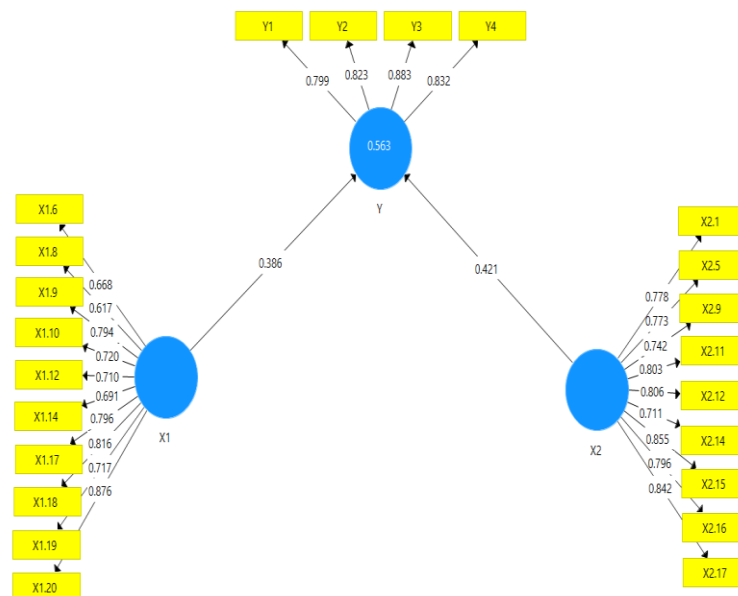 Y1 Y2 Y3 Y4
0.799 0.823 0.883 0.832
0.563
Y
0.386 0.421
X1.6
X1.8
X1.9
X1.10
X1.12
X1.14
X1.17
X1.18
X1.19
X1.20
0.668
0.617
0.794
0.720
0.710
0.691
0.796
0.816
0.717
0.876
X1
X2.1
X2.5
X2.9
X2.11
X2.12
X2.14
X2.15
X2.16
X2.17
0.778
0.773
0.742
0.803
0.806
0.711
0.855
0.796
0.842
X2